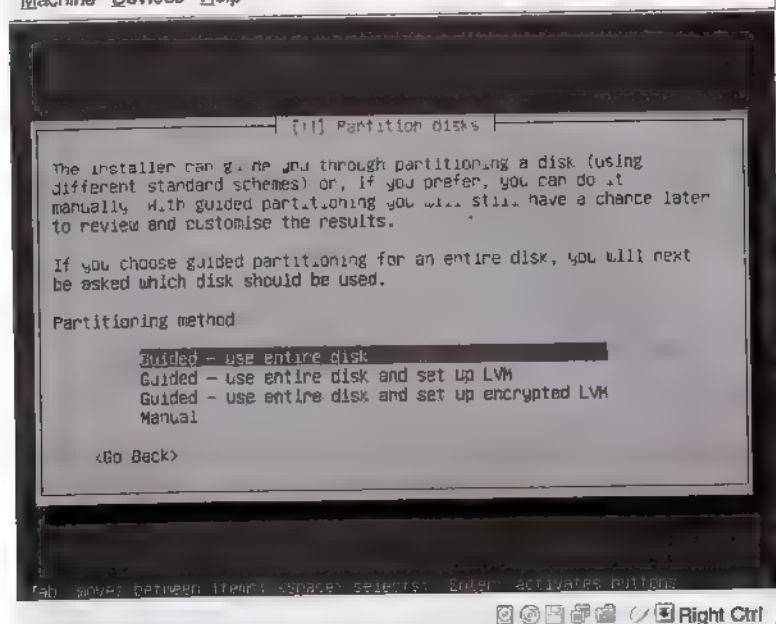 Machine Devices Help
[!!] Partition disks
The installer can guide you through partitioning a disk (using
different standard schemes) or, if you prefer, you can do it
manually. With guided partitioning you will still have a chance later
to review and customise the results.
If you choose guided partitioning for an entire disk, you will next
be asked which disk should be used.
Partitioning method
Guided - use entire disk
Guided - use entire disk and set up LVM
Guided - use entire disk and set up encrypted LVM
Manual
<Go Back>
<Tab> moves between items; <Space> selects; <Enter> activates buttons
Right Ctrl